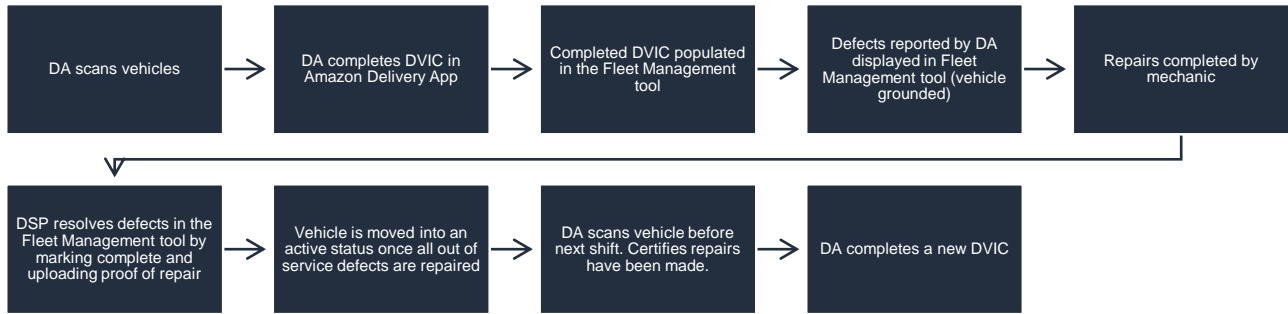 DA scans vehicles
DA completes DVIC in
Amazon Delivery App
Completed DVIC populated
in the Fleet Management
tool
Defects reported by DA
displayed in Fleet
Management tool (vehicle
grounded)
Repairs completed by
mechanic
DSP resolves defects in the
Fleet Management tool by
marking complete and
uploading proof of repair
Vehicle is moved into an
active status once all out of
service defects are repaired
DA scans vehicle before
next shift. Certifies repairs
have been made.
DA completes a new DVIC